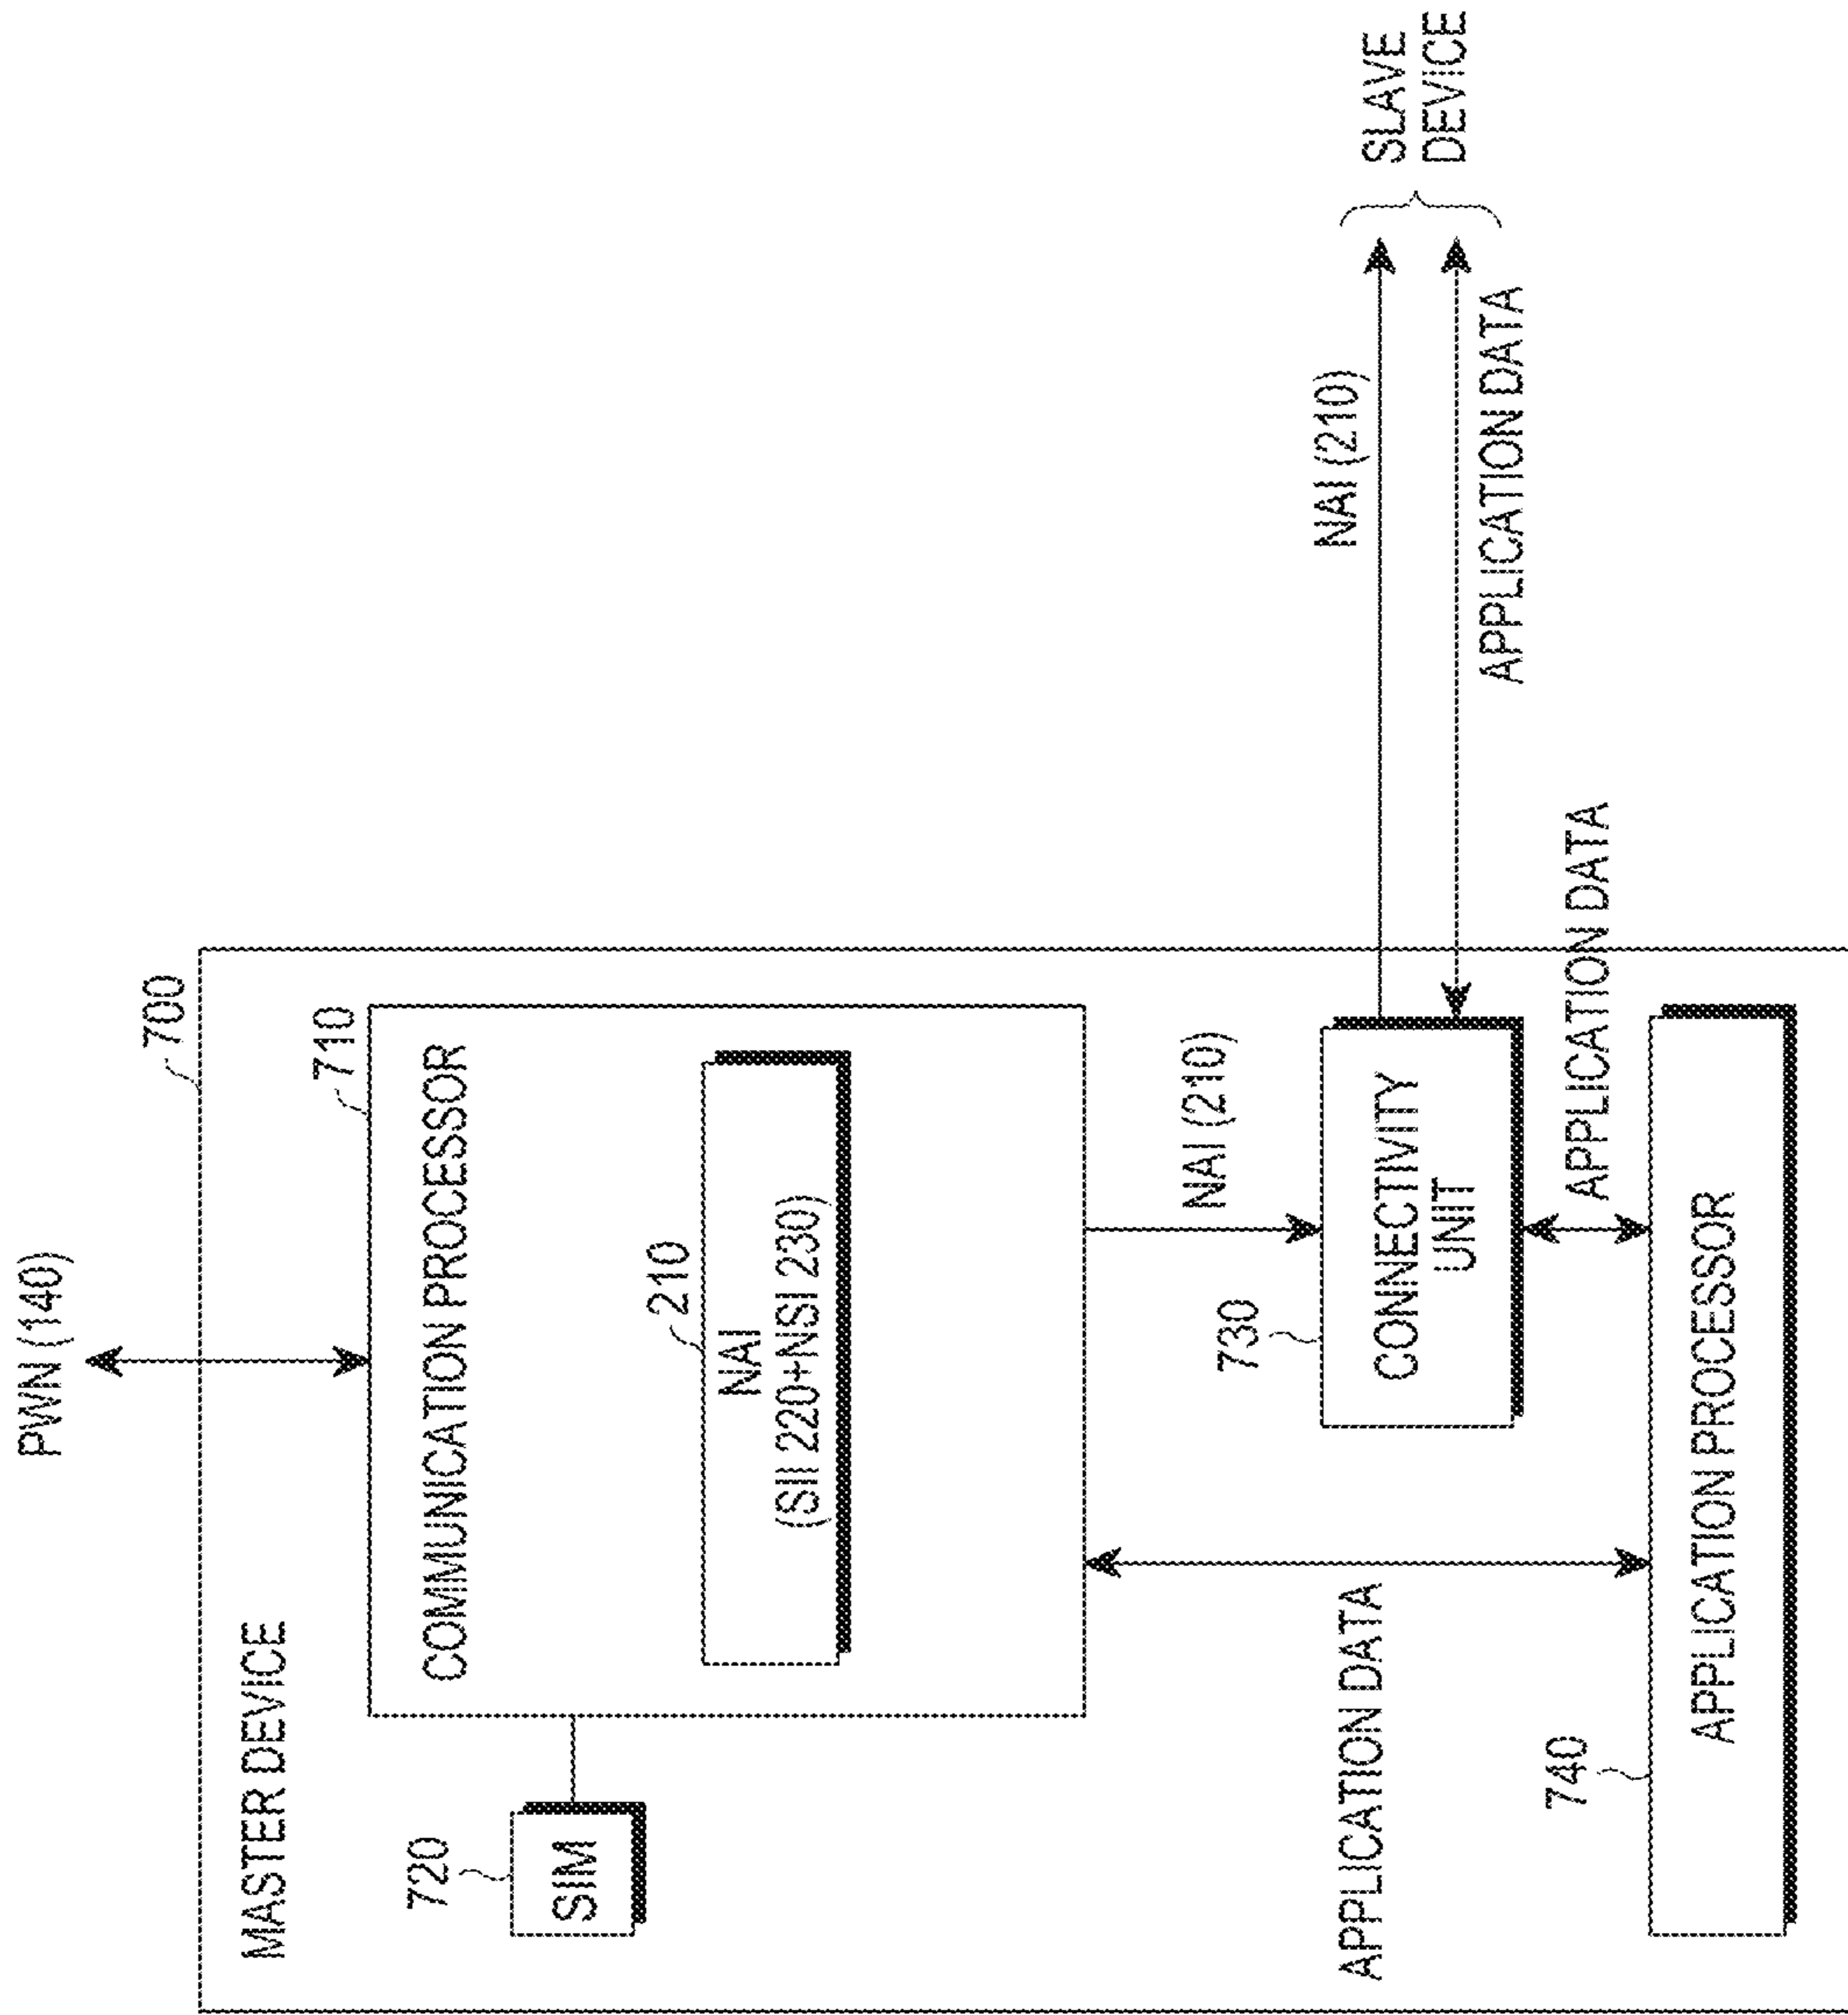 PWN (140)
700
MASTER DEVICE
710
COMMUNICATION PROCESSOR
720
SIM
210
NAI
(SII 220+NSI 230)
NAI (210)
APPLICATION DATA
730
CONNECTIVITY
UNIT
NAI (210)
APPLICATION DATA
SLAVE
DEVICE
APPLICATION DATA
740
APPLICATION PROCESSOR